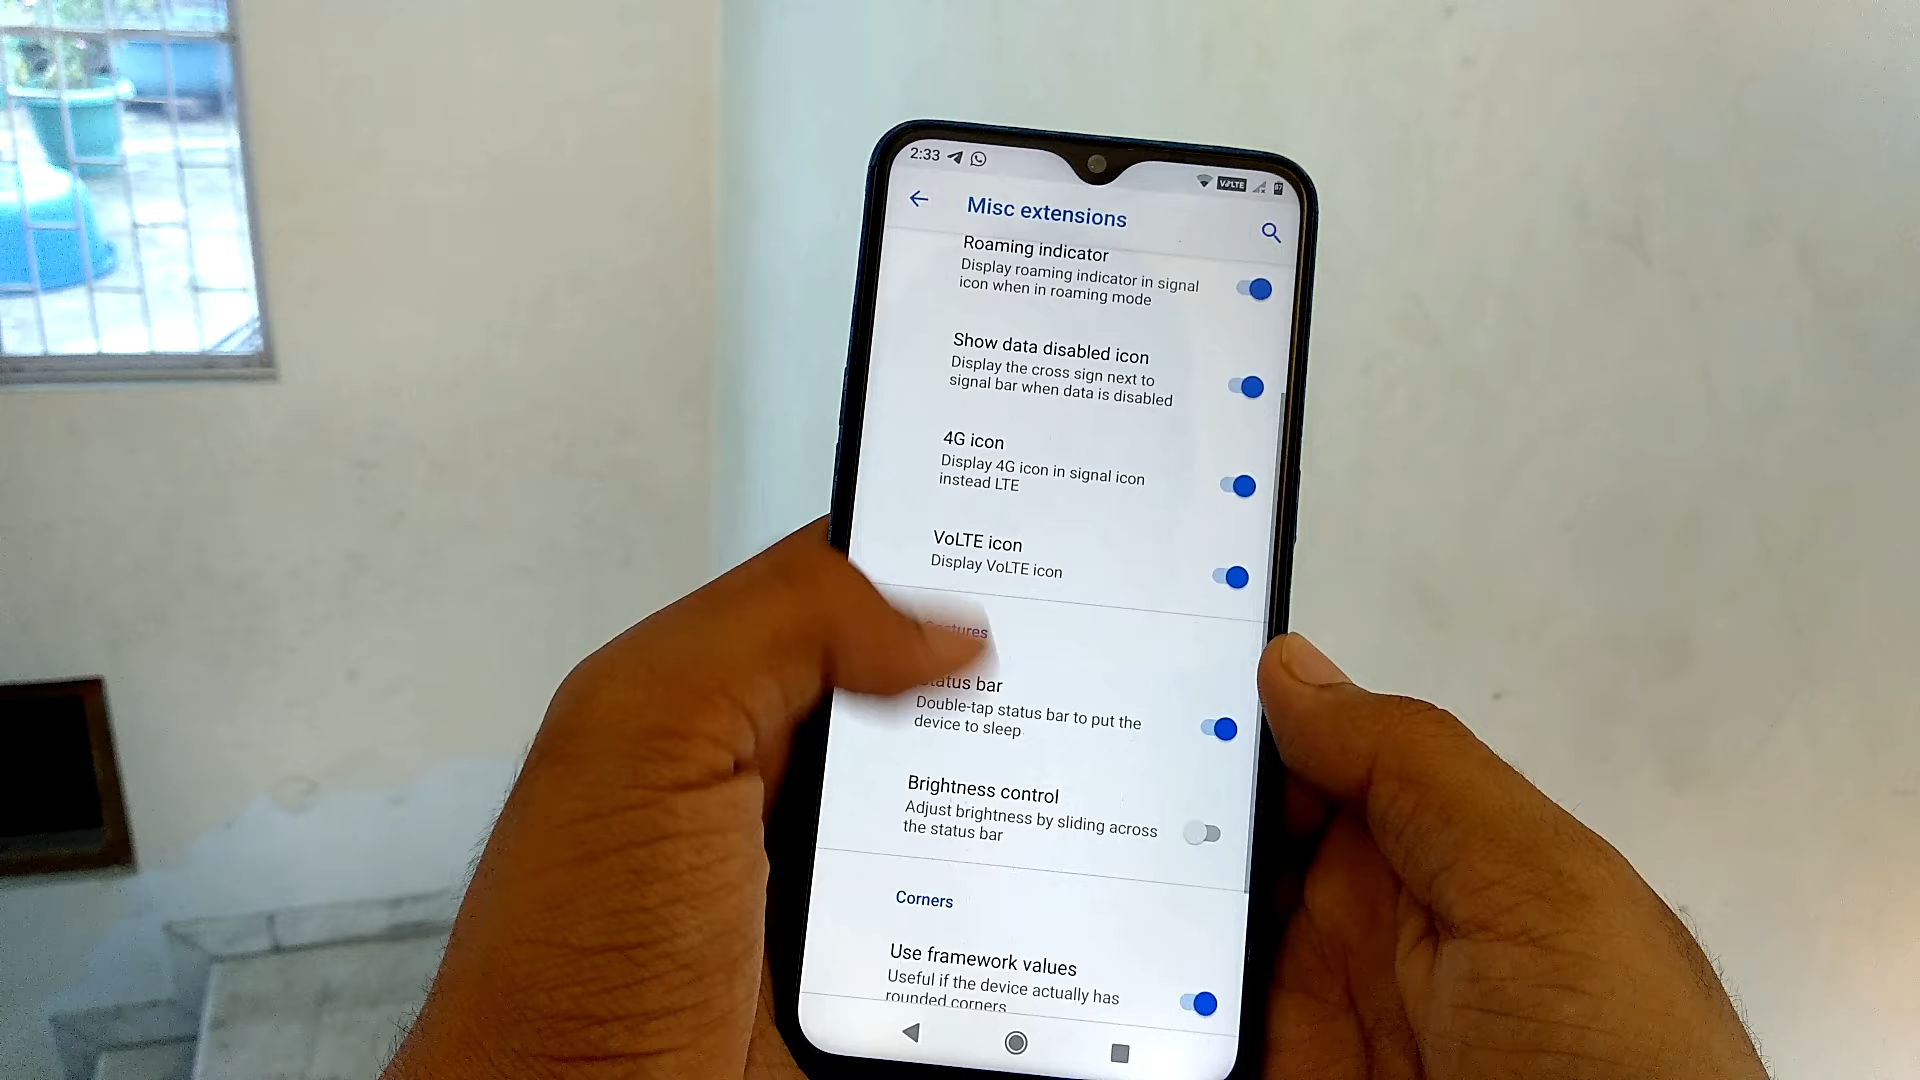 2:33
VoLTE
87
Misc extensions
Roaming indicator
Display roaming indicator in signal
icon when in roaming mode
Show data disabled icon
Display the cross sign next to
signal bar when data is disabled
4G icon
Display 4G icon in signal icon
instead LTE
VoLTE icon
Display VoLTE icon
Gestures
Status bar
Double-tap status bar to put the
device to sleep
Brightness control
Adjust brightness by sliding across
the status bar
Corners
Use framework values
Useful if the device actually has
rounded corners